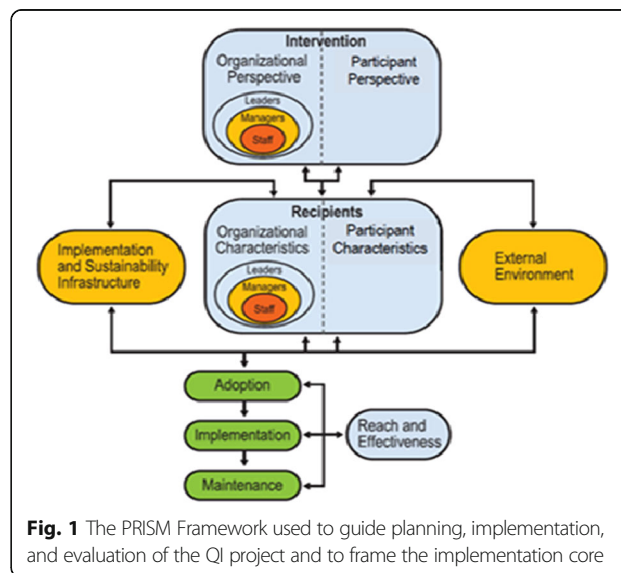 Intervention
Organizational
Perspective
Leaders
Managers
Staff
Participant
Perspective
Recipients
Organizational
Characteristics
Leaders
Managers
Staff
Participant
Characteristics
Implementation
and Sustainability
Infrastructure
External
Environment
Adoption
Implementation
Maintenance
Reach and
Effectiveness
Fig. 1 The PRISM Framework used to guide planning, implementation,
and evaluation of the QI project and to frame the implementation core